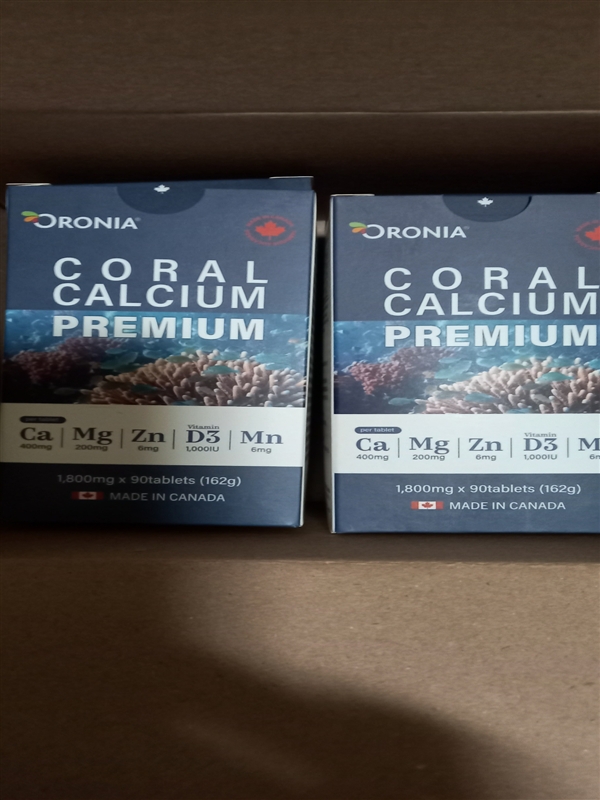 ORONIA®
CORAL
CALCIUM
PREMIUM
per tablet
Ca | Mg | Zn | Vitamin D3 | Mn
400mg 200mg 6mg 1,000IU 6mg
1,800mg x 90tablets (162g)
MADE IN CANADA
ORONIA®
CORAL
CALCIUM
PREMIUM
per tablet
Ca | Mg | Zn | Vitamin D3 |
400mg 200mg 6mg 1,000IU
1,800mg x 90tablets (162g)
MADE IN CANADA